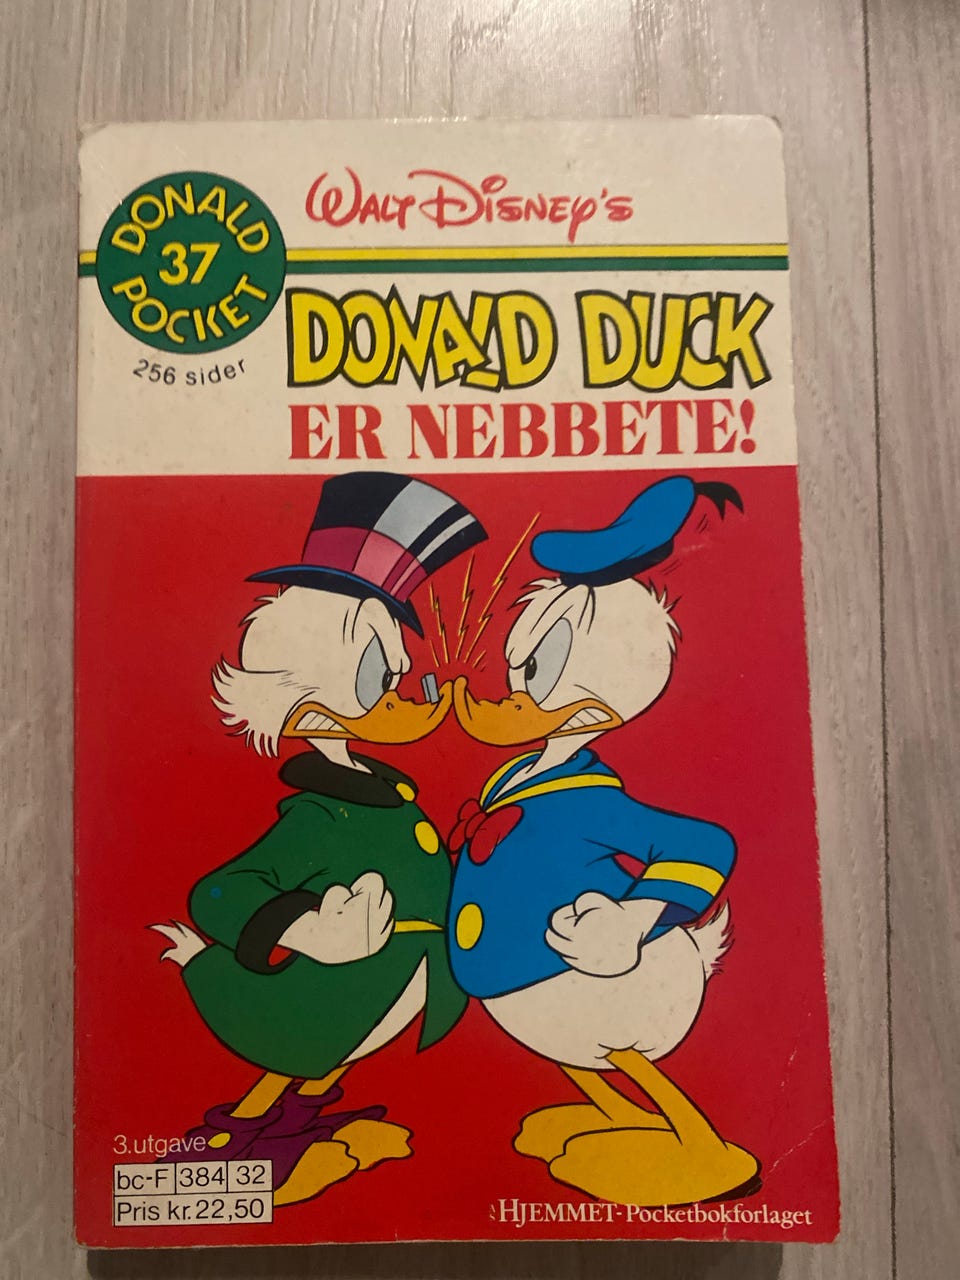 DONALD
37
POCKET
256 sider
WALT DISNEY'S
DONALD DUCK
ER NEBBETE!
3.utgave
bc-F 384 32
Pris kr.22,50
HJEMMET-Pocketbokforlaget